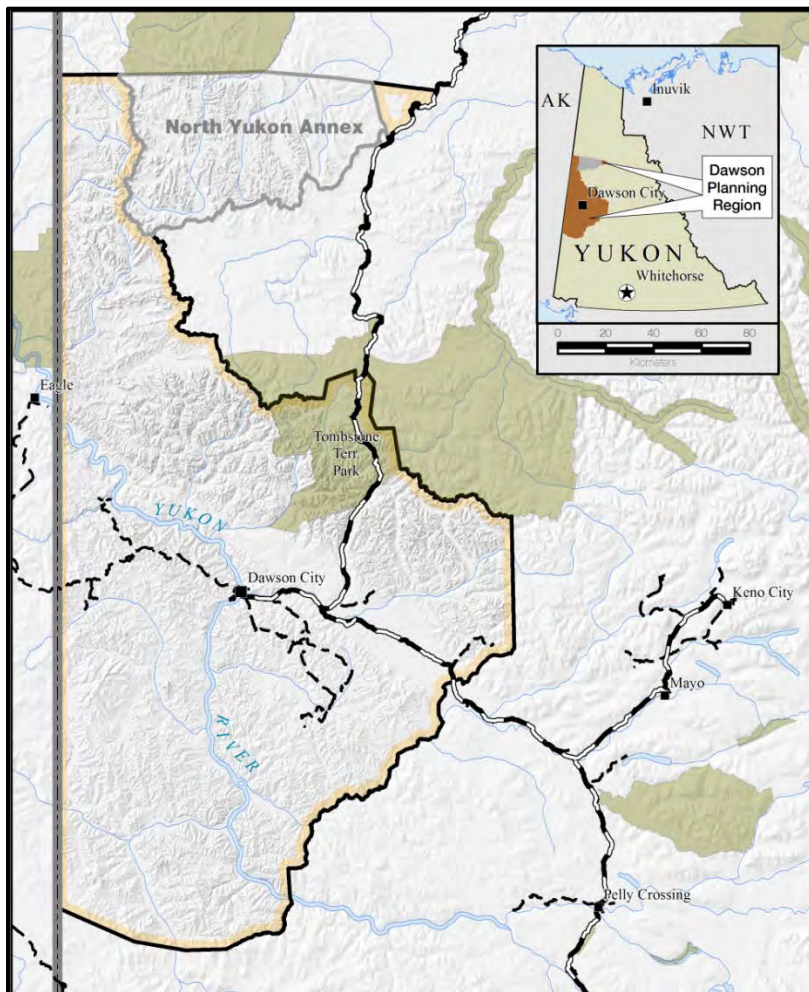 North Yukon Annex
Inuvik
AK
NWT
Dawson
Planning
Region
Dawson City
YUKON
Whitehorse
0 20 40 60 80
Kilometers
Eagle
Tombstone
Terr.
Park
YUKON
Dawson City
Keno City
Mayo
RIVER
Pelly Crossing